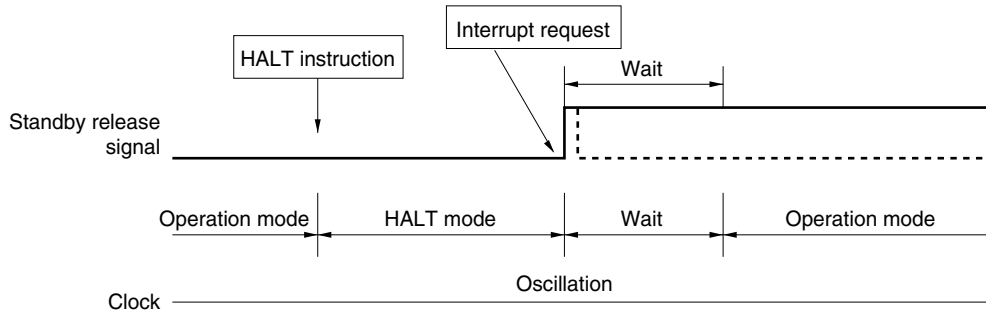 Interrupt request
HALT instruction
Wait
Standby release
signal
Operation mode
HALT mode
Wait
Operation mode
Oscillation
Clock